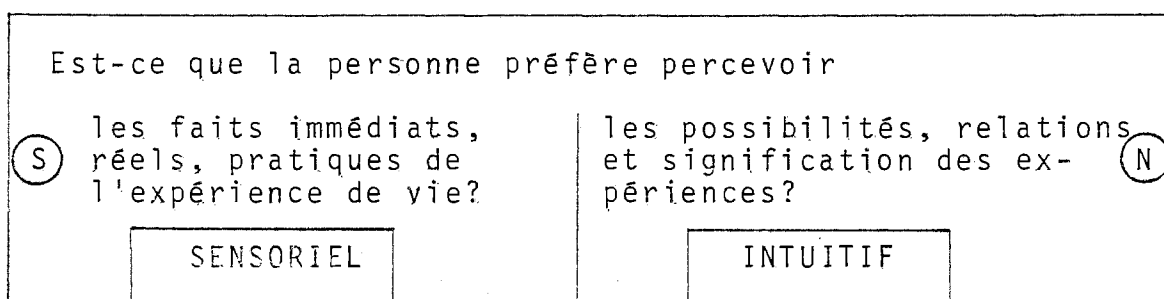 Est-ce que la personne préfère percevoir
les faits immédiats,
réels, pratiques de
l'expérience de vie?
S
SENSORIEL
les possibilités, relations
et signification des ex-
périences?
N
INTUITIF